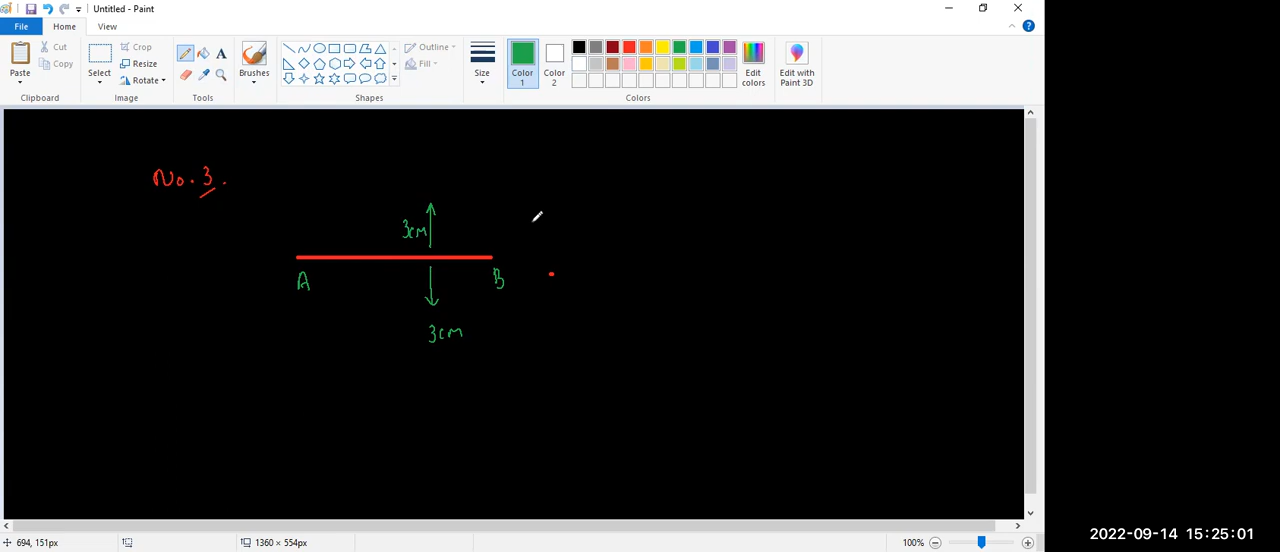 Untitled - Paint
File
Home
View
Paste
Cut
Copy
Clipboard
Select
Crop
Resize
Rotate
Image
A
Tools
Brushes
Shapes
Outline
Fill
Size
Color 1
Color 2
Colors
Edit colors
Edit with Paint 3D
No. 3.
3cm
A
B
3cm
694, 151px
1360 × 554px
100%
2022-09-14 15:25:01